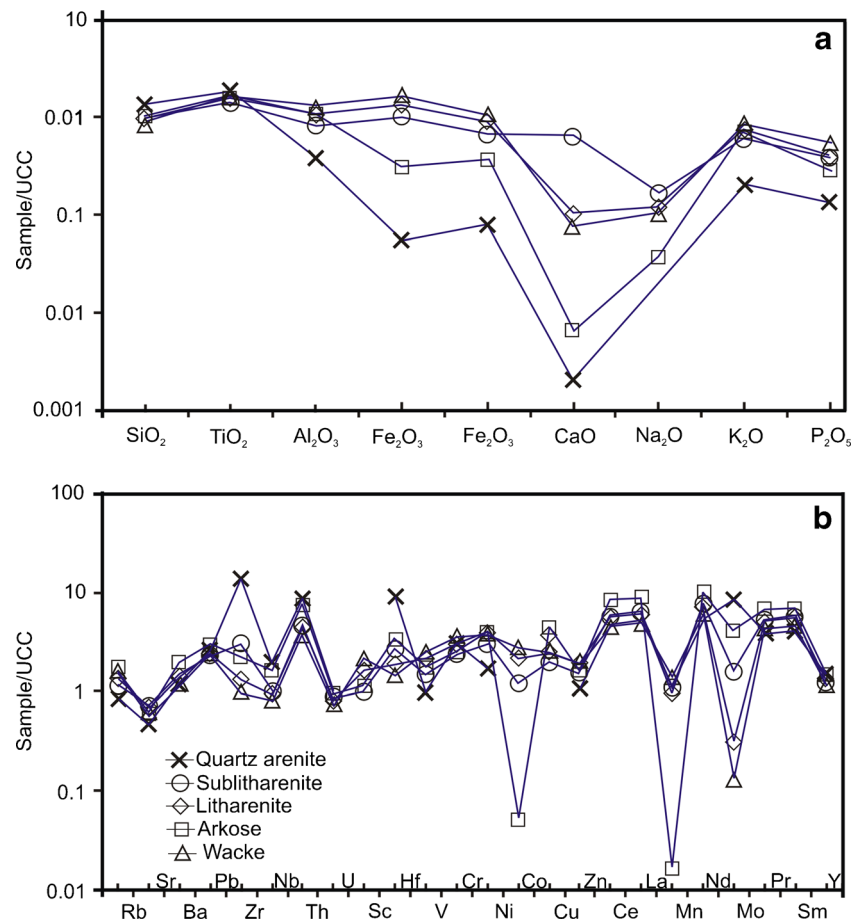 a
10
0.01
0.1
0.01
0.001
Sample/UCC
SiO₂ TiO₂ Al₂O₃ Fe₂O₃ Fe₂O₃ CaO Na₂O K₂O P₂O₅
b
100
10
1
0.1
0.01
Sample/UCC
Quartz arenite
Sublitharenite
Litharenite
Arkose
Wacke
Sr Pb Nb U Hf Cr Co Zn La Nd Pr Y
Rb Ba Zr Th Sc V Ni Cu Ce Mn Mo Sm